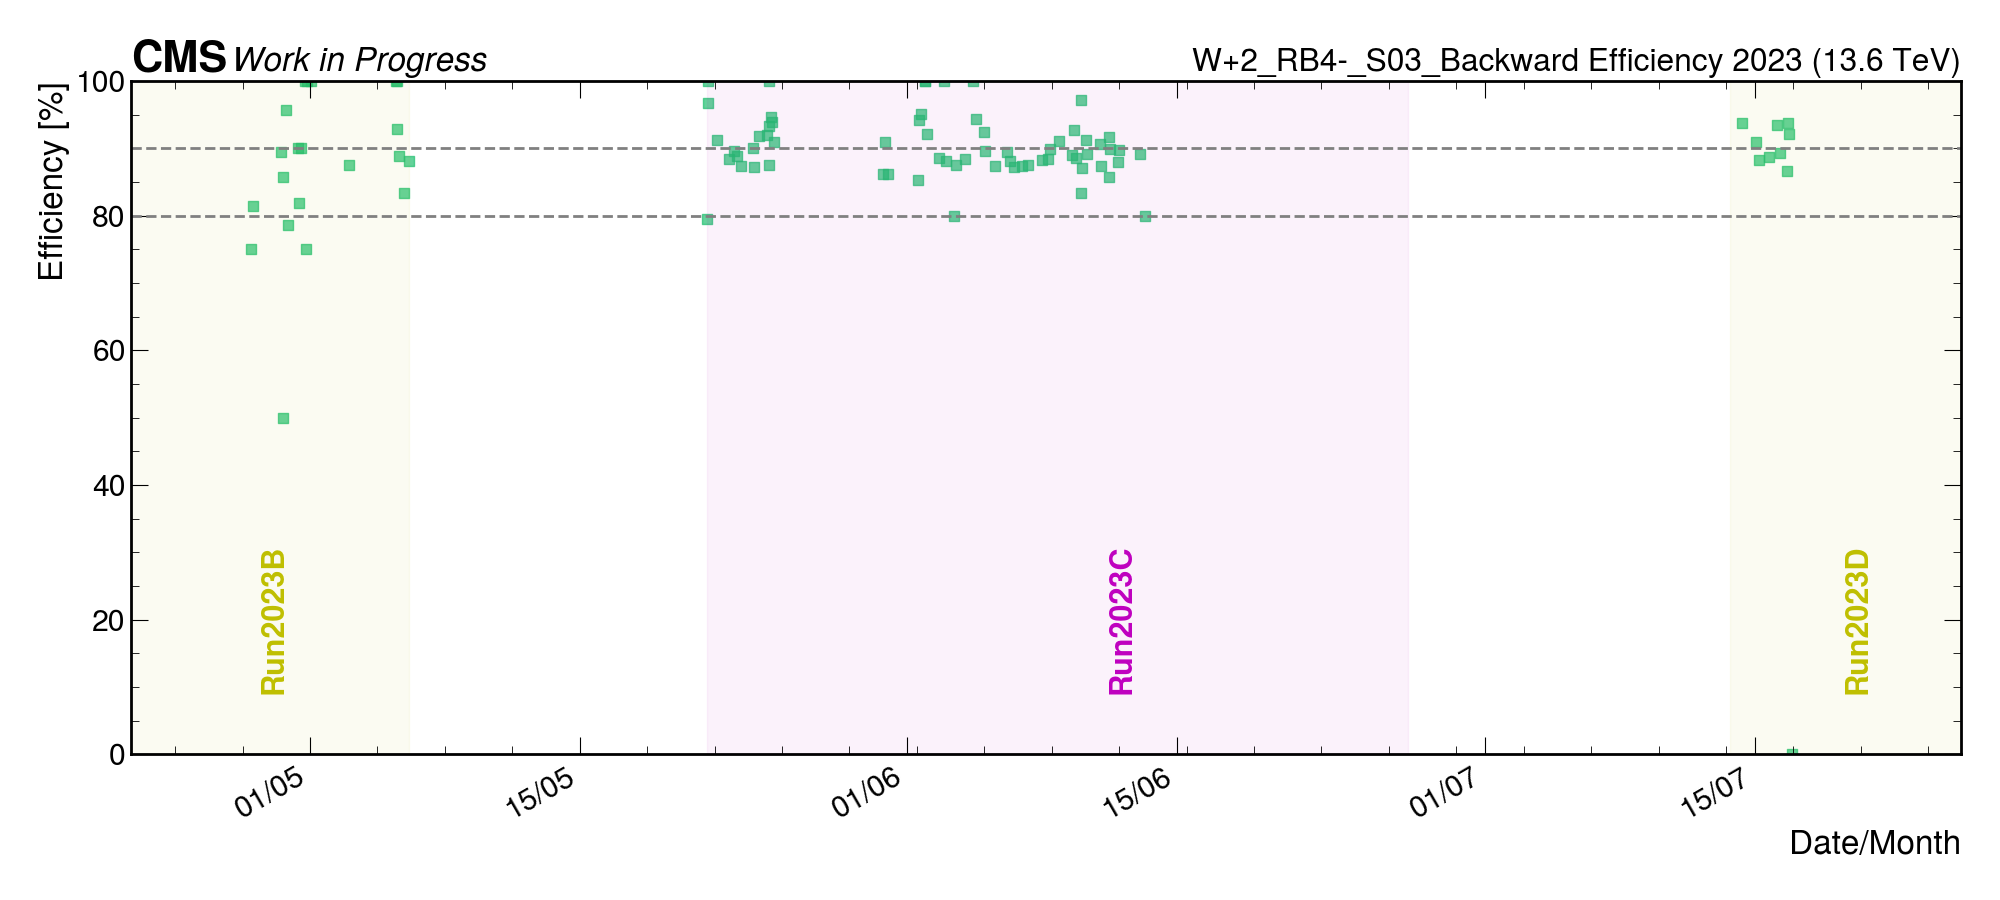 CMS Work in Progress
W+2_RB4-_S03_Backward Efficiency 2023 (13.6 TeV)
Efficiency [%]
100
80
60
40
20
0
Run2023B
Run2023C
Run2023D
01/05
15/05
01/06
15/06
01/07
15/07
Date/Month